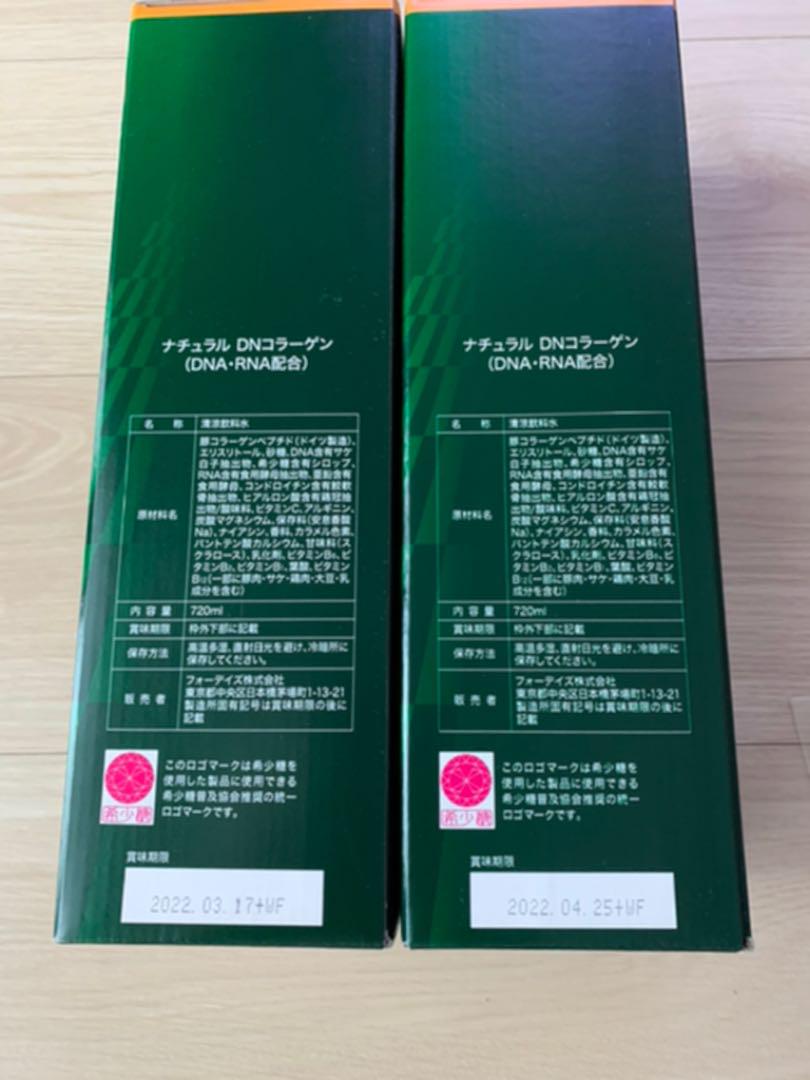 ナチュラル DNコラーゲン
(DNA・RNA配合)
名 称 清涼飲料水
原材料名
豚コラーゲンペプチド(ドイツ製造)、
エリスリトール、砂糖、DNA含有サケ
白子抽出物、希少糖含有シロップ、
RNA含有食用酵母抽出物、亜鉛含有
食用酵母、コンドロイチン含有鮫軟
骨抽出物、ヒアルロン酸含有鶏冠抽
出物/酸味料、ビタミンC、アルギニン、
炭酸マグネシウム、保存料(安息香酸
Na)、ナイアシン、香料、カラメル色素、
パントテン酸カルシウム、甘味料(ス
クラロース)、乳化剤、ビタミンB₆、ビ
タミンB₂、ビタミンB₁、葉酸、ビタミン
B₁₂(一部に豚肉・サケ・鶏肉・大豆・乳
成分を含む)
内容量 720ml
賞味期限 枠外下部に記載
保存方法 高温多湿、直射日光を避け、冷暗所に
保存してください。
販売者
フォーデイズ株式会社
東京都中央区日本橋茅場町1-13-21
製造所固有記号は賞味期限の後に
記載
希少糖
このロゴマークは希少糖を
使用した製品に使用できる
希少糖普及協会推奨の統一
ロゴマークです。
賞味期限
2022.03.17+WF
ナチュラル DNコラーゲン
(DNA・RNA配合)
名 称 清涼飲料水
原材料名
豚コラーゲンペプチド(ドイツ製造)、
エリスリトール、砂糖、DNA含有サケ
白子抽出物、希少糖含有シロップ、
RNA含有食用酵母抽出物、亜鉛含有
食用酵母、コンドロイチン含有鮫軟
骨抽出物、ヒアルロン酸含有鶏冠抽
出物/酸味料、ビタミンC、アルギニン、
炭酸マグネシウム、保存料(安息香酸
Na)、ナイアシン、香料、カラメル色素、
パントテン酸カルシウム、甘味料(ス
クラロース)、乳化剤、ビタミンB₆、ビ
タミンB₂、ビタミンB₁、葉酸、ビタミン
B₁₂(一部に豚肉・サケ・鶏肉・大豆・乳
成分を含む)
内容量 720ml
賞味期限 枠外下部に記載
保存方法 高温多湿、直射日光を避け、冷暗所に
保存してください。
販売者
フォーデイズ株式会社
東京都中央区日本橋茅場町1-13-21
製造所固有記号は賞味期限の後に
記載
希少糖
このロゴマークは希少糖を
使用した製品に使用できる
希少糖普及協会推奨の統一
ロゴマークです。
賞味期限
2022.04.25+WF